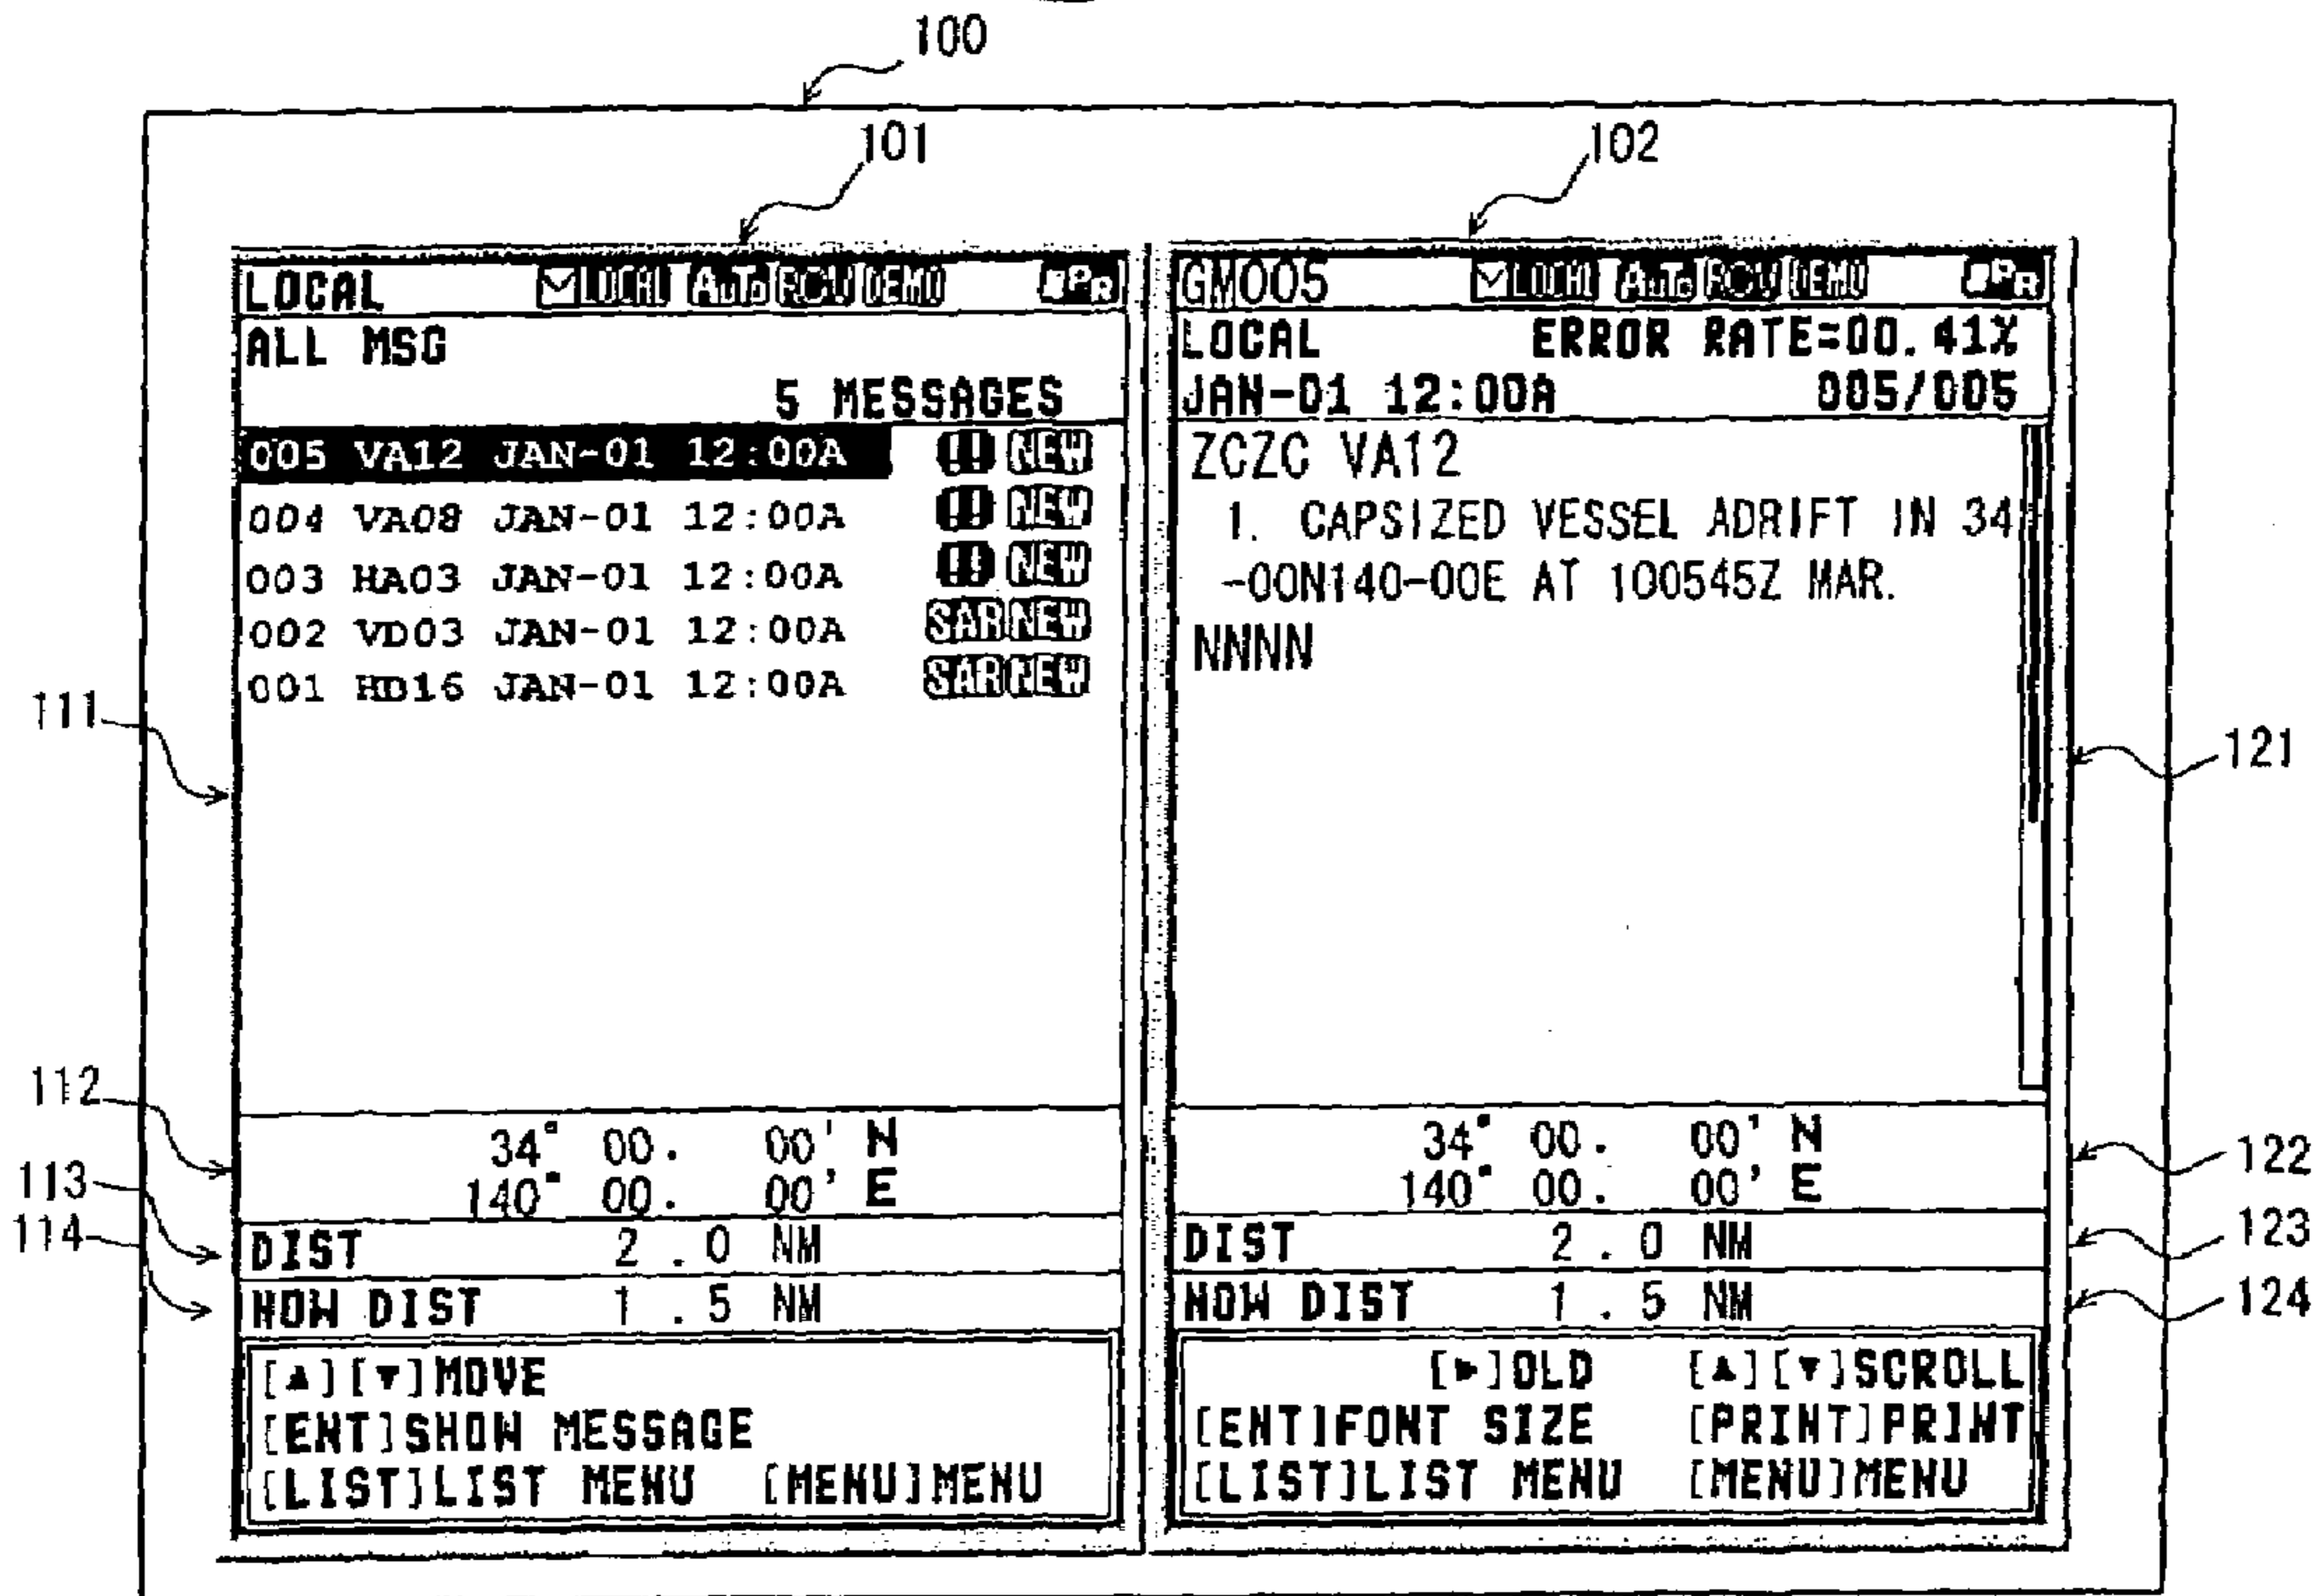 100
101
102
LOCAL LOCAL AUTO RCV DEMO
ALL MSG
5 MESSAGES
005 VA12 JAN-01 12:00A !! NEW
004 VA08 JAN-01 12:00A !! NEW
003 HA03 JAN-01 12:00A !! NEW
002 VD03 JAN-01 12:00A SAR NEW
001 HD16 JAN-01 12:00A SAR NEW
111
112
34° 00. 00' N
140° 00. 00' E
113
DIST 2.0 NM
114
NOW DIST 1.5 NM
[▲][▼]MOVE
[ENT]SHOW MESSAGE
[LIST]LIST MENU [MENU]MENU
GM005 LOCAL AUTO RCV DEMO
LOCAL ERROR RATE=00.41%
JAN-01 12:00A 005/005
ZCZC VA12
1. CAPSIZED VESSEL ADRIFT IN 34
-00N140-00E AT 100545Z MAR.
NNNN
121
34° 00. 00' N
140° 00. 00' E
122
DIST 2.0 NM
123
NOW DIST 1.5 NM
124
[▶]OLD [▲][▼]SCROLL
[ENT]FONT SIZE [PRINT]PRINT
[LIST]LIST MENU [MENU]MENU